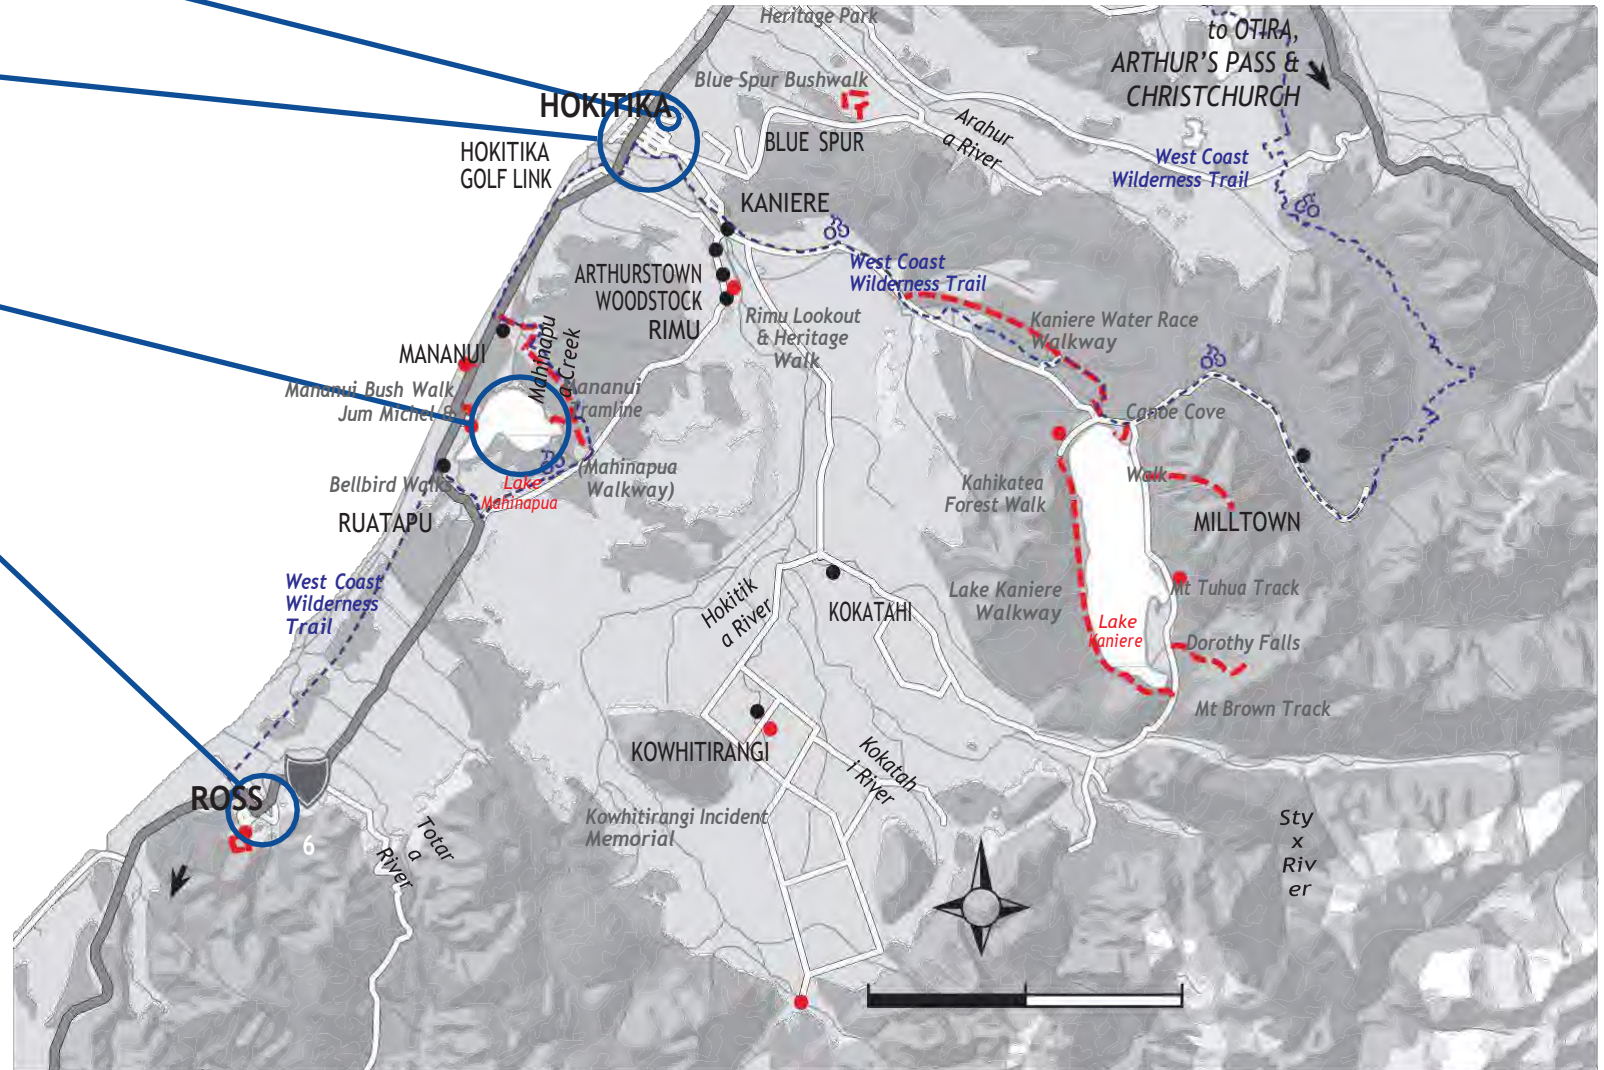 Heritage Park
to OTIRA,
ARTHUR'S PASS &
CHRISTCHURCH
Blue Spur Bushwalk
HOKITIKA
Arahur
a River
BLUE SPUR
HOKITIKA
GOLF LINK
West Coast
Wilderness Trail
KANIERE
West Coast
Wilderness Trail
ARTHURSTOWN
WOODSTOCK
RIMU
Rimu Lookout
& Heritage
Walk
Kaniere Water Race
Walkway
Mahinapu
a Creek
MANANUI
Mananui Bush Walk
Jum Michel &
Mananui
Tramline
Canoe Cove
Walk
(Mahinapua
Walkway)
Bellbird Walks
Lake
Mahinapua
Kahikatea
Forest Walk
RUATAPU
MILLTOWN
West Coast
Wilderness
Trail
Hokitik
a River
KOKATAHI
Lake Kaniere
Walkway
Mt Tuhua Track
Lake
Kaniere
Dorothy Falls
Mt Brown Track
KOWHITIRANGI
Kokatah
i River
ROSS
6
Totar
a
River
Kowhitirangi Incident
Memorial
Sty
x
Riv
er